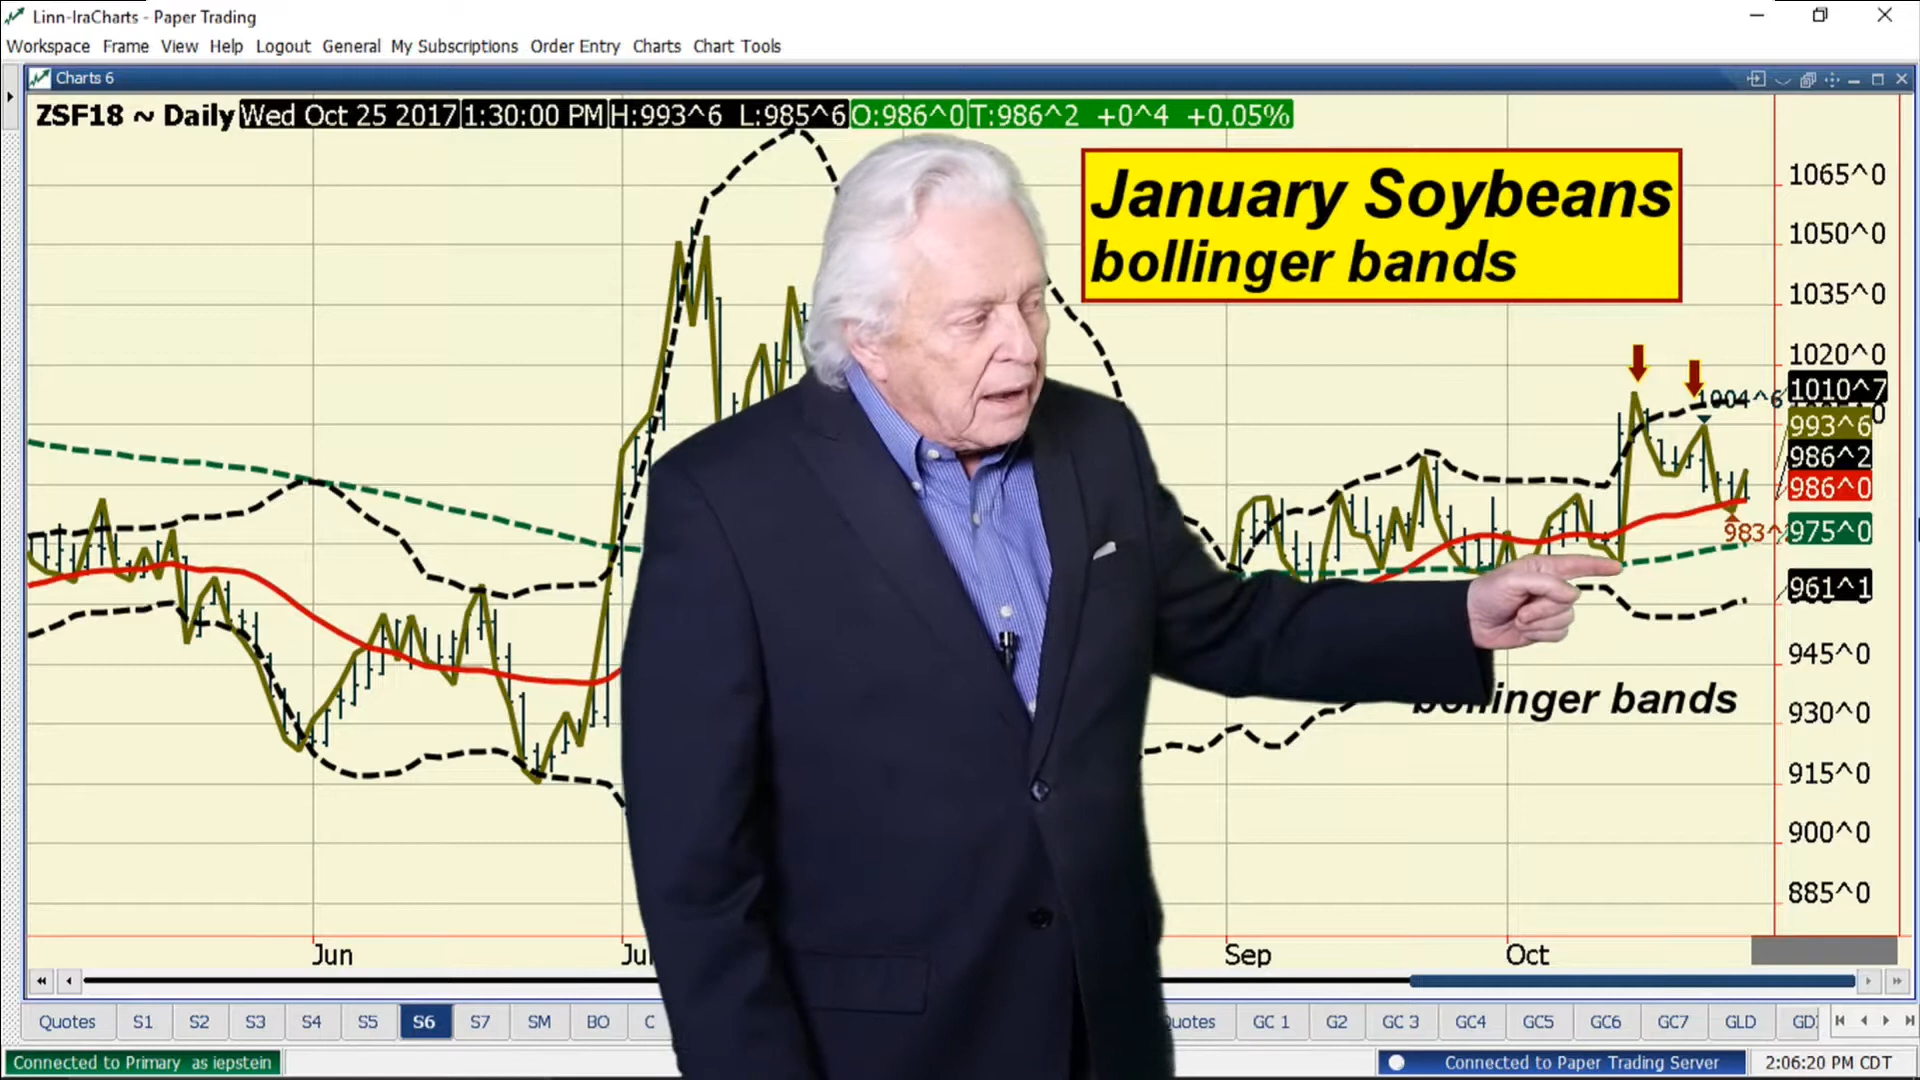 Linn-IraCharts - Paper Trading
Workspace Frame View Help Logout General My Subscriptions Order Entry Charts Chart Tools
Charts 6
ZSF18 ~ Daily Wed Oct 25 2017 1:30:00 PM H:993^6 L:985^6 O:986^0 T:986^2 +0^4 +0.05%
January Soybeans
bollinger bands
1065^0
1050^0
1035^0
1020^0
1004^6 1010^7
993^6
986^2
986^0
983^ 975^0
961^1
945^0
bollinger bands
930^0
915^0
900^0
885^0
Jun Jul Sep Oct
Quotes S1 S2 S3 S4 S5 S6 S7 SM BO C Quotes GC 1 G2 GC 3 GC4 GC5 GC6 GC7 GLD GD
Connected to Primary as iepstein Connected to Paper Trading Server 2:06:20 PM CDT